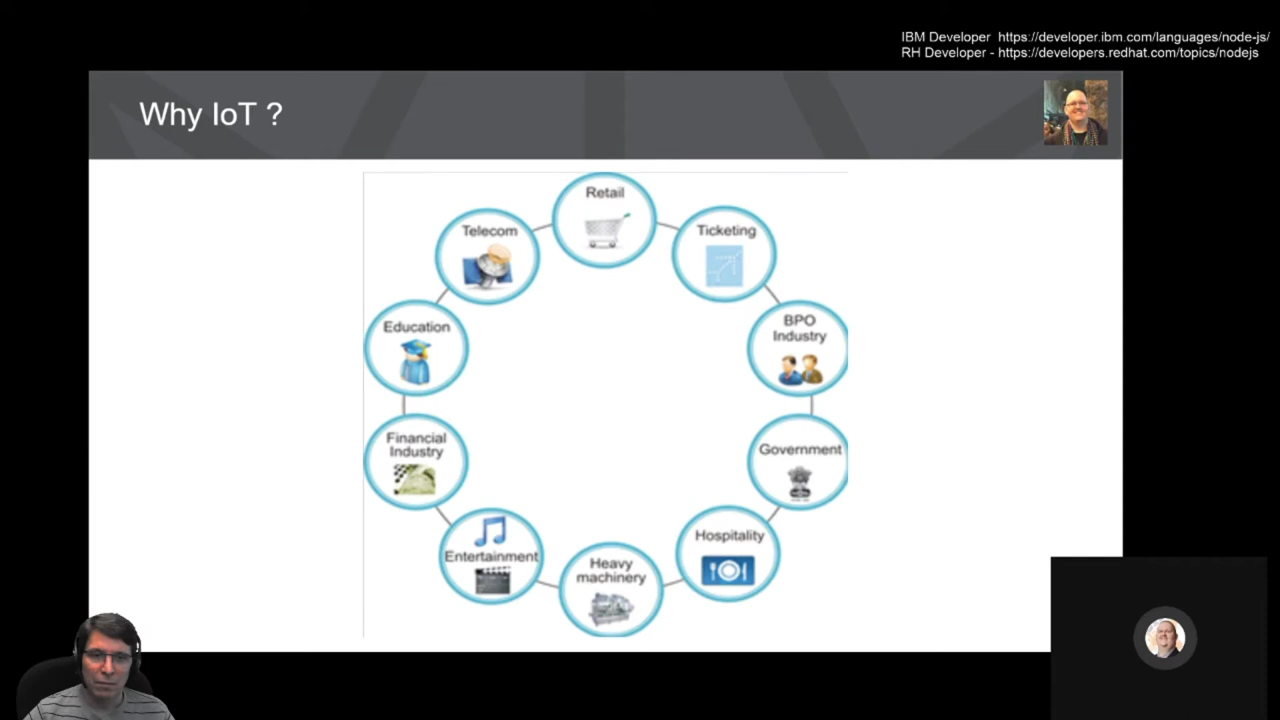 IBM Developer  https://developer.ibm.com/languages/node-js/
RH Developer - https://developers.redhat.com/topics/nodejs
Why IoT ?
Retail
Ticketing
BPO
Industry
Government
Hospitality
Heavy
machinery
Entertainment
Financial
Industry
Education
Telecom